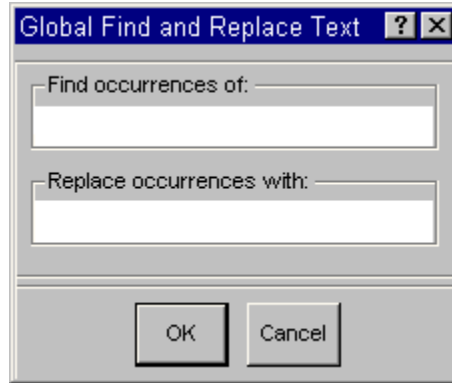 Global Find and Replace Text ? X
Find occurrences of:
Replace occurrences with:
OK Cancel